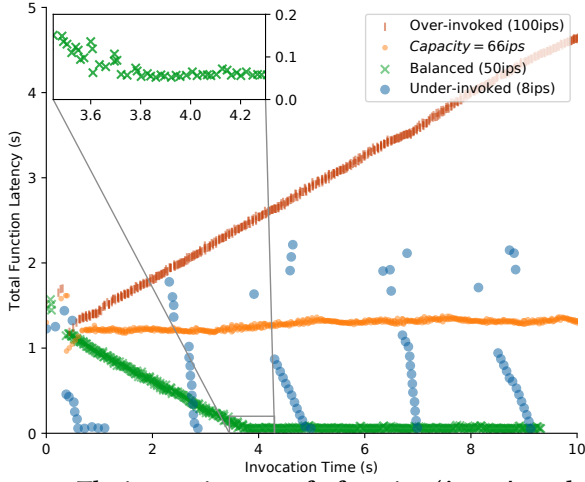 5
4
3
2
1
0
Total Function Latency (s)
0.2
0.1
0.0
3.6 3.8 4.0 4.2
Over-invoked (100ips)
Capacity = 66ips
Balanced (50ips)
Under-invoked (8ips)
0 2 4 6 8 10
Invocation Time (s)